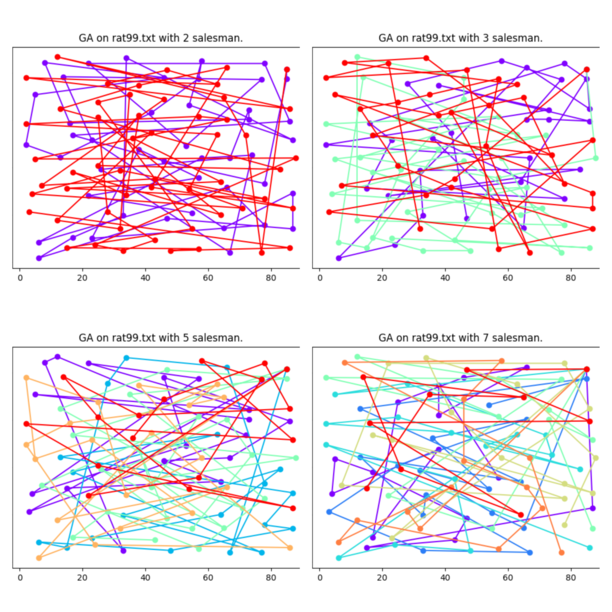 GA on rat99.txt with 2 salesman.
GA on rat99.txt with 3 salesman.
0 20 40 60 80
0 20 40 60 80
GA on rat99.txt with 5 salesman.
GA on rat99.txt with 7 salesman.
0 20 40 60 80
0 20 40 60 80